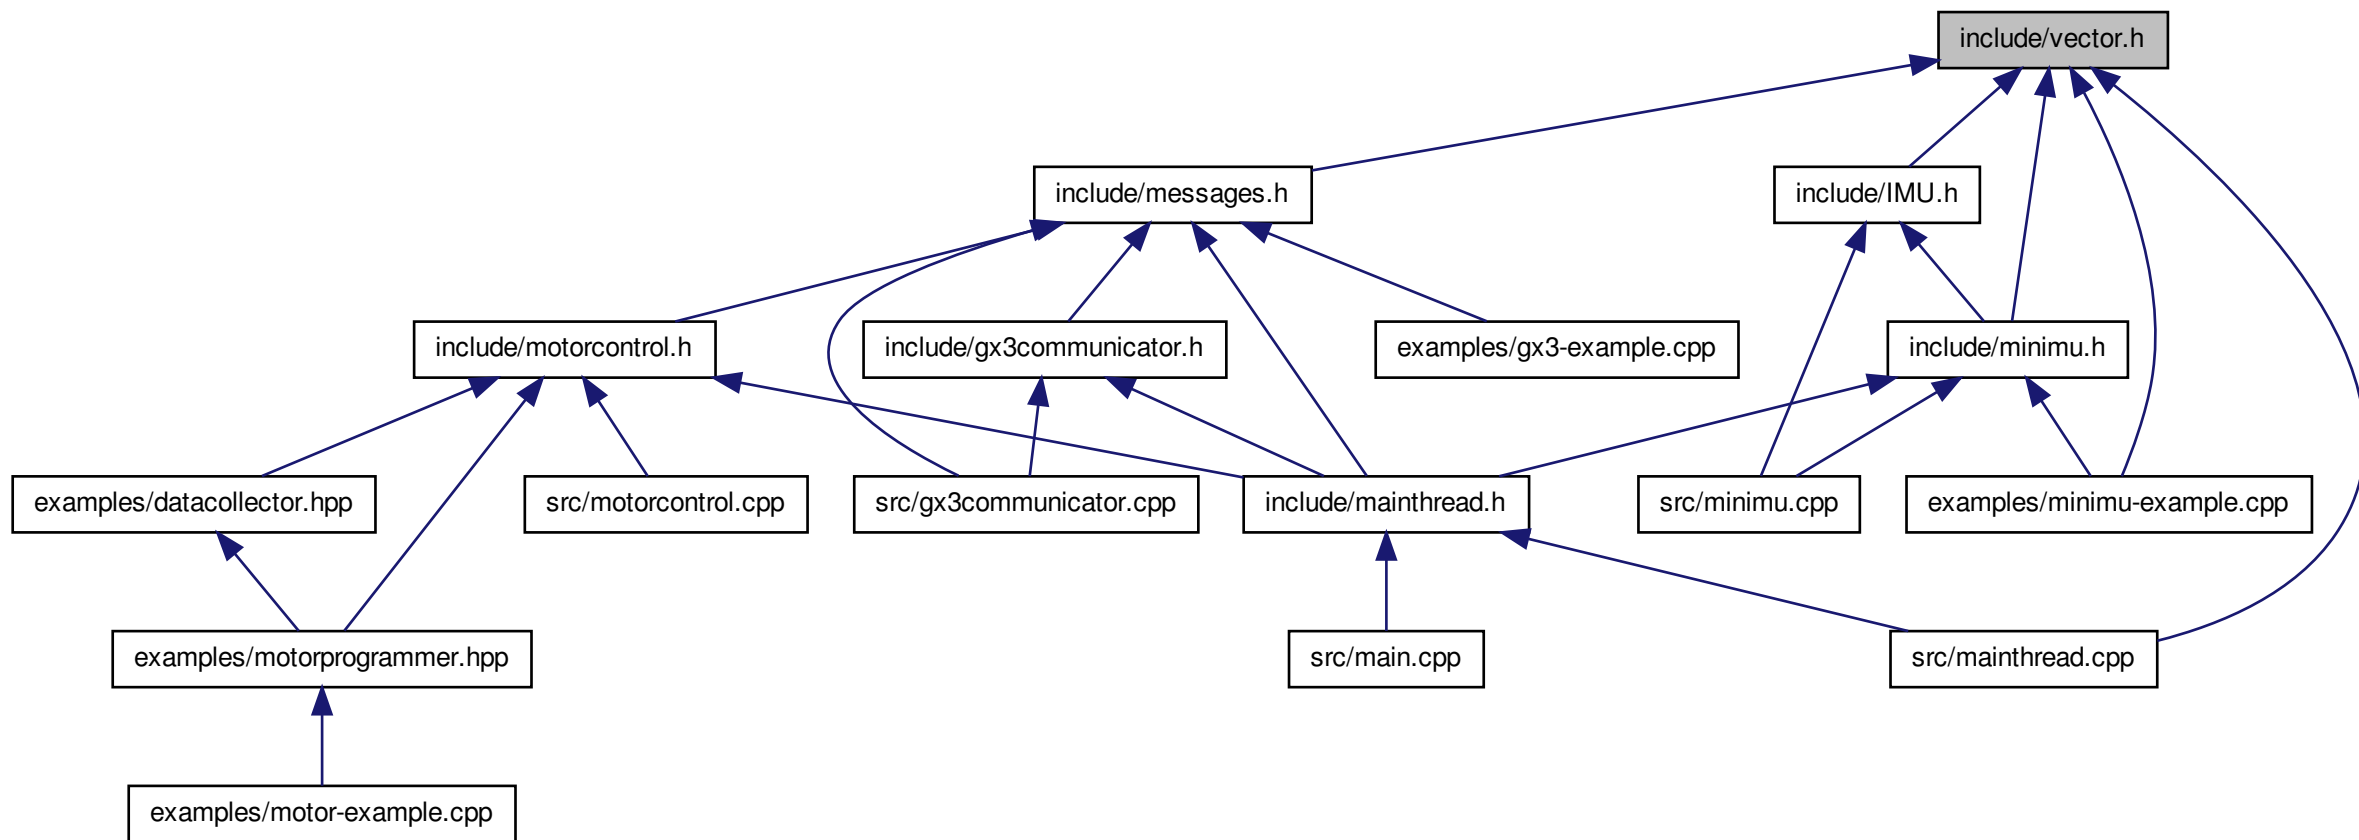 include/vector.h
include/messages.h
include/IMU.h
include/motorcontrol.h
include/gx3communicator.h
examples/gx3-example.cpp
include/minimu.h
examples/datacollector.hpp
src/motorcontrol.cpp
src/gx3communicator.cpp
include/mainthread.h
src/minimu.cpp
examples/minimu-example.cpp
examples/motorprogrammer.hpp
src/main.cpp
src/mainthread.cpp
examples/motor-example.cpp